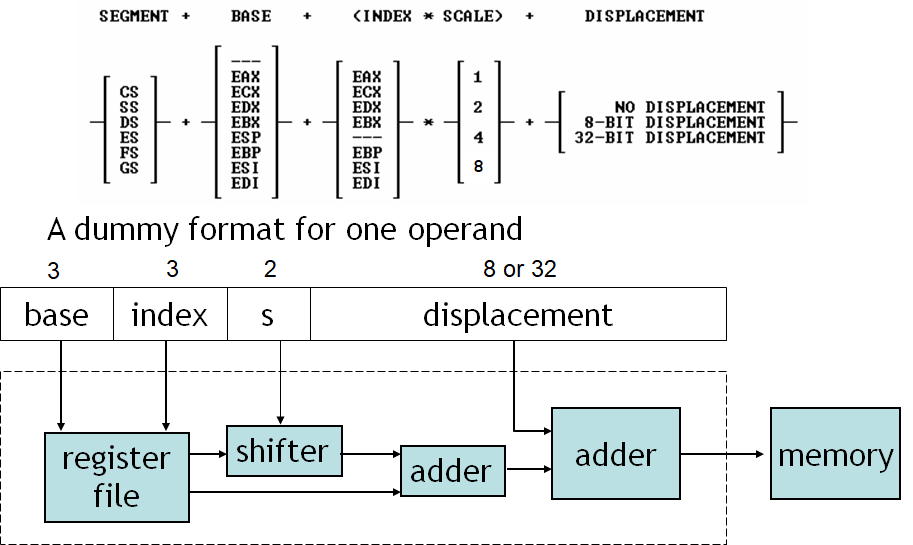 SEGMENT + BASE + (INDEX * SCALE) + DISPLACEMENT
CS
SS
DS
ES
FS
GS
+
---
EAX
ECX
EDX
EBX
ESP
EBP
ESI
EDI
+
EAX
ECX
EDX
EBX
---
EBP
ESI
EDI
*
1
2
4
8
+
NO DISPLACEMENT
8-BIT DISPLACEMENT
32-BIT DISPLACEMENT
A dummy format for one operand
3 3 2 8 or 32
base index s displacement
register
file
shifter
adder
adder
memory